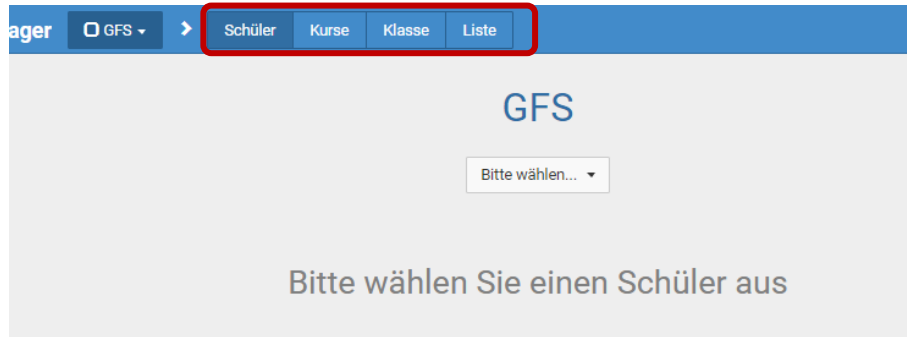 ager GFS Schüler Kurse Klasse Liste
GFS
Bitte wählen...
Bitte wählen Sie einen Schüler aus